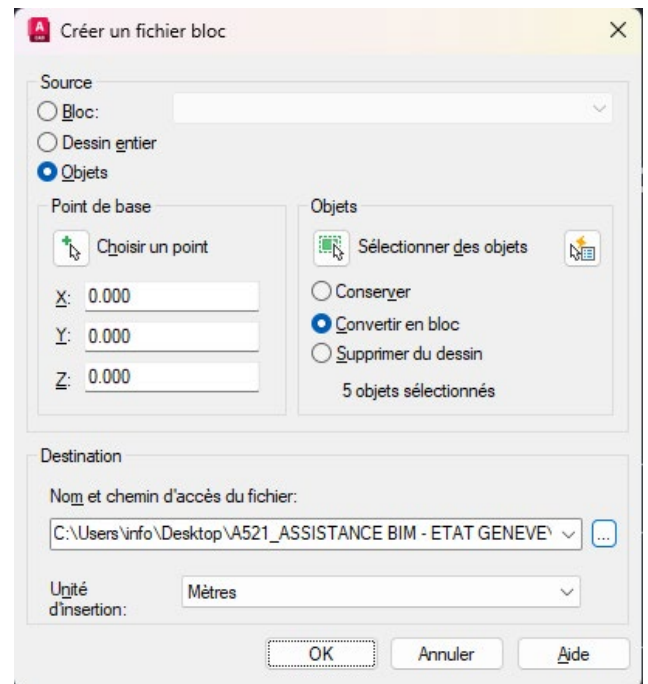 Créer un fichier bloc
Source
Bloc:
Dessin entier
Objets
Point de base
Choisir un point
X: 0.000
Y: 0.000
Z: 0.000
Objets
Sélectionner des objets
Conserver
Convertir en bloc
Supprimer du dessin
5 objets sélectionnés
Destination
Nom et chemin d'accès du fichier:
C:\Users\info\Desktop\A521_ASSISTANCE BIM - ETAT GENEVE\ ...
Unité
d'insertion: Mètres
OK Annuler Aide